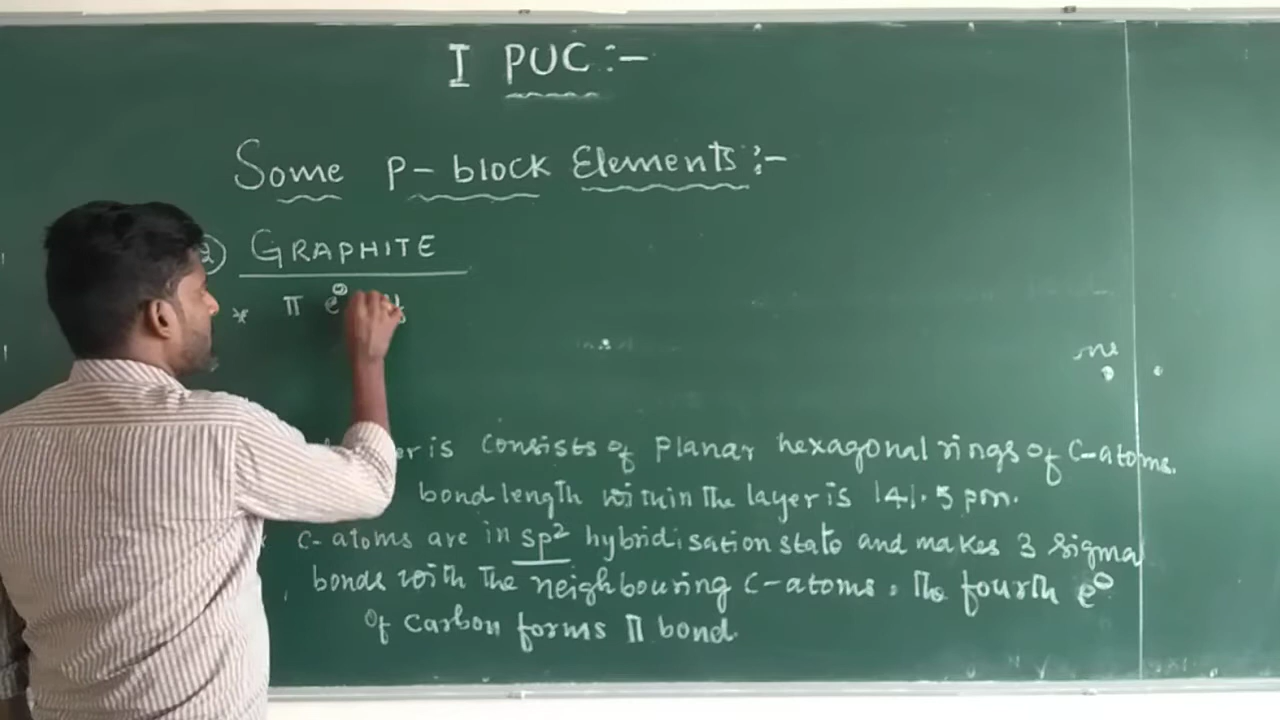 I PUC:-
Some P-block Elements:-
2) GRAPHITE
* π e⊖
is consists of planar hexagonal rings of C-atoms.
bond length within the layer is 141.5 pm.
C-atoms are in sp² hybridisation stato and makes 3 sigma
bonds with the neighbouring C-atoms. The fourth e⊖
of carbon forms π bond.